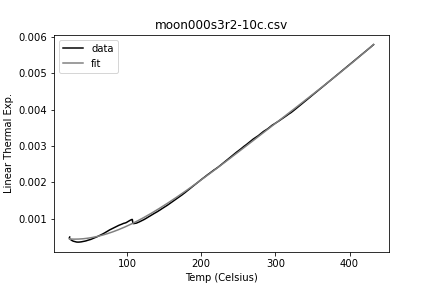 moon000s3r2-10c.csv
0.006
0.005
0.004
0.003
0.002
0.001
Linear Thermal Exp.
data
fit
100
200
300
400
Temp (Celsius)